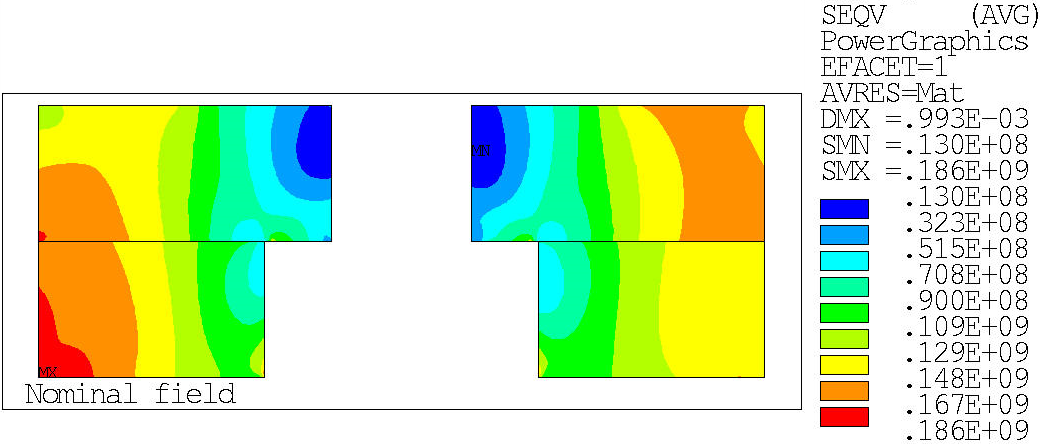 SEQV (AVG)
PowerGraphics
EFACET=1
AVRES=Mat
DMX =.993E-03
SMN =.130E+08
SMX =.186E+09
.130E+08
.323E+08
.515E+08
.708E+08
.900E+08
.109E+09
.129E+09
.148E+09
.167E+09
.186E+09
MN
MX
Nominal field